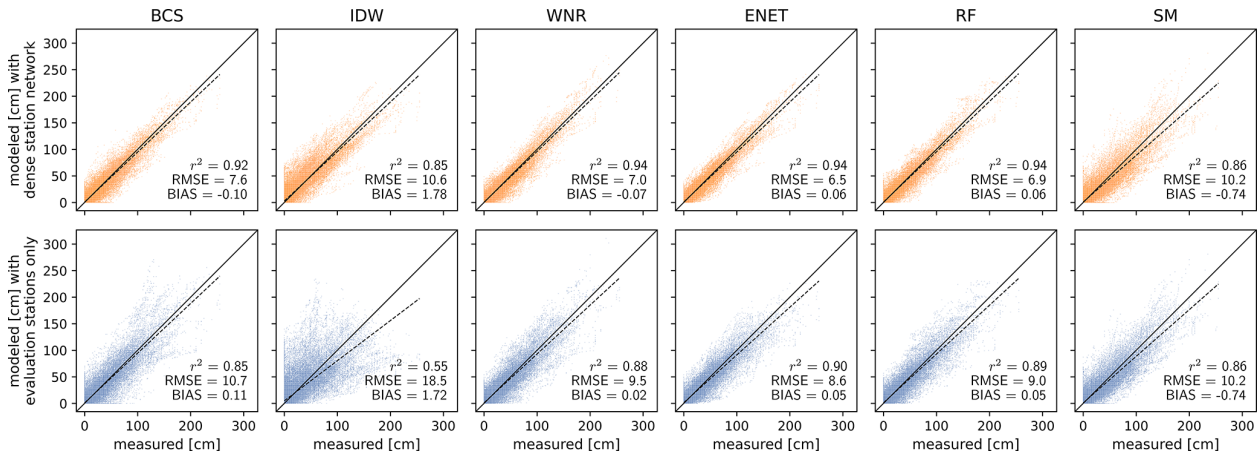 BCS IDW WNR ENET RF SM
modeled [cm] with
dense station network
300
250
200
150
100
50
0
r² = 0.92
RMSE = 7.6
BIAS = -0.10
r² = 0.85
RMSE = 10.6
BIAS = 1.78
r² = 0.94
RMSE = 7.0
BIAS = -0.07
r² = 0.94
RMSE = 6.5
BIAS = 0.06
r² = 0.94
RMSE = 6.9
BIAS = 0.06
r² = 0.86
RMSE = 10.2
BIAS = -0.74
modeled [cm] with
evaluation stations only
300
250
200
150
100
50
0
r² = 0.85
RMSE = 10.7
BIAS = 0.11
r² = 0.55
RMSE = 18.5
BIAS = 1.72
r² = 0.88
RMSE = 9.5
BIAS = 0.02
r² = 0.90
RMSE = 8.6
BIAS = 0.05
r² = 0.89
RMSE = 9.0
BIAS = 0.05
r² = 0.86
RMSE = 10.2
BIAS = -0.74
0 100 200 300 0 100 200 300 0 100 200 300 0 100 200 300 0 100 200 300 0 100 200 300
measured [cm] measured [cm] measured [cm] measured [cm] measured [cm] measured [cm]